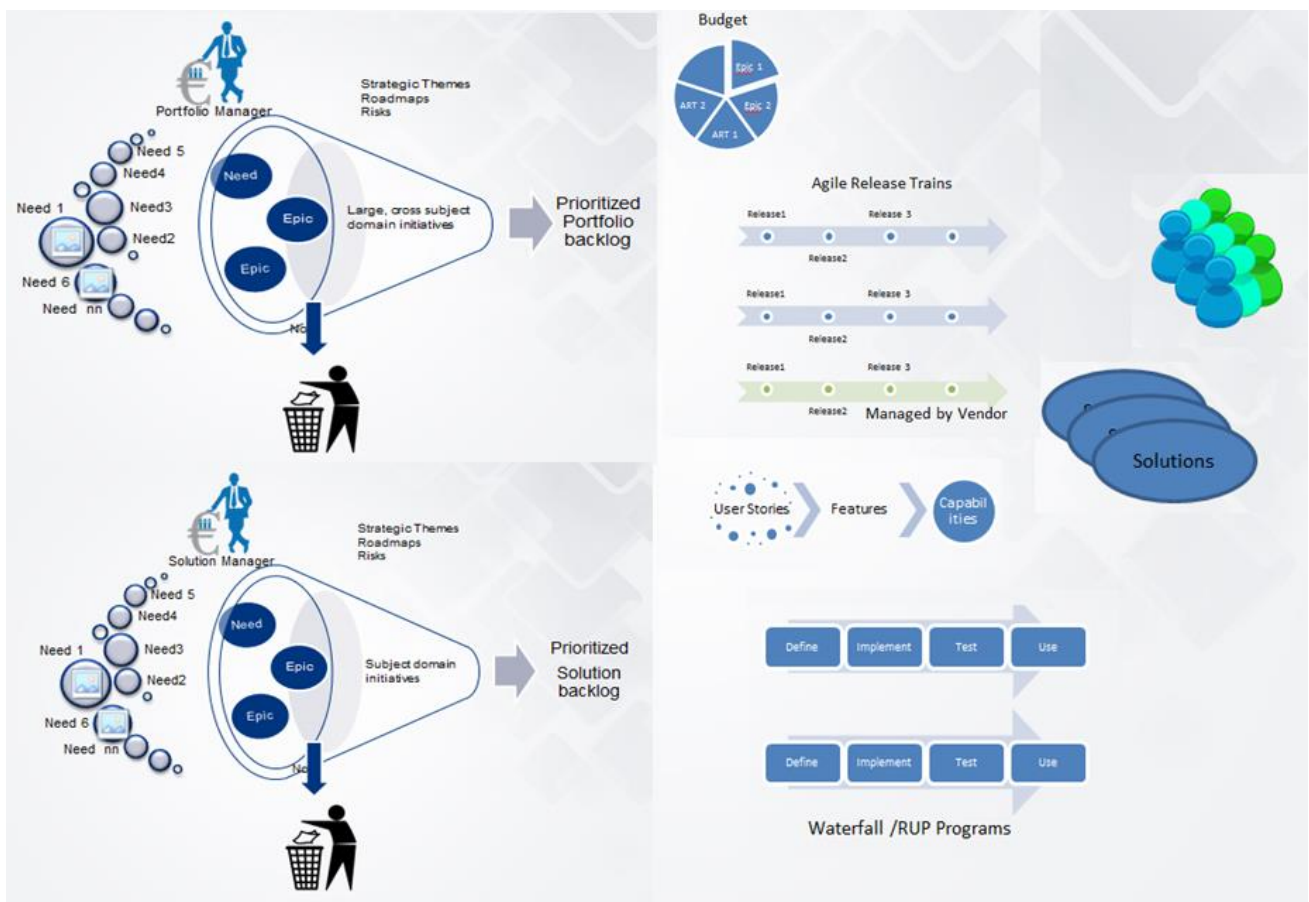 Portfolio Manager
Strategic Themes
Roadmaps
Risks
Need 5
Need4
Need 1
Need3
Need2
Need 6
Need nn
Need
Epic
Epic
Large, cross subject
domain initiatives
No
Prioritized
Portfolio
backlog
Solution Manager
Strategic Themes
Roadmaps
Risks
Need 5
Need4
Need 1
Need3
Need2
Need 6
Need nn
Need
Epic
Epic
Subject domain
initiatives
No
Prioritized
Solution
backlog
Budget
Epic 1
ART 2
Epic 2
ART 1
Agile Release Trains
Release1
Release 3
Release2
Release1
Release 3
Release2
Release1
Release 3
Release2
Managed by Vendor
Solutions
User Stories
Features
Capabil
ities
Define
Implement
Test
Use
Define
Implement
Test
Use
Waterfall /RUP Programs